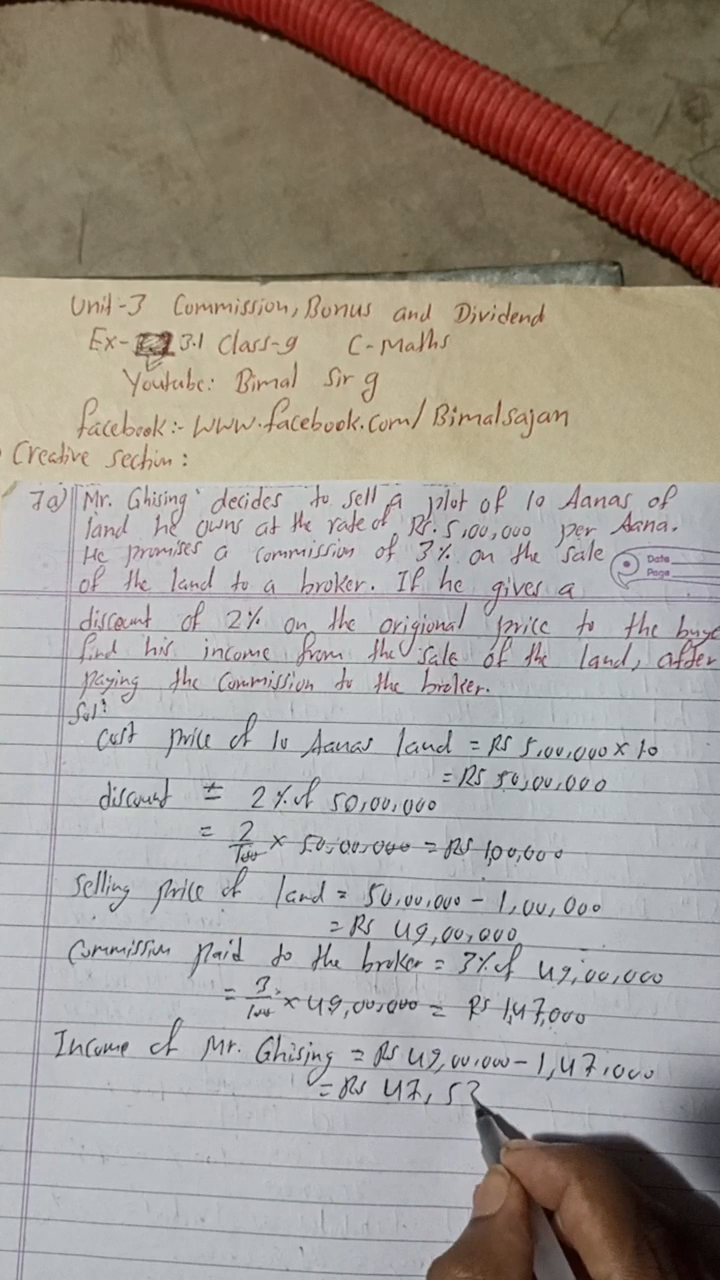 Unit-3 Commission, Bonus and Dividend
Ex- 3.1 Class-9 C-Maths
Youtube: Bimal Sir g
facebook:- www.facebook.com/Bimalsajan
Creative section:
7a) Mr. Ghising decides to sell a plot of 10 Aanas of
land he owns at the rate of Rs. 5,00,000 per Aana.
He promises a commission of 3% on the sale
Date
Page
of the land to a broker. If he gives a
discount of 2% on the origional price to the buye
find his income from the sale of the land, after
paying the commission to the broker.
Solⁿ
Cost price of 10 Aanas land = RS 5,00,000 × 10
= RS 50,00,000
discount = 2% of 50,00,000
= 2/100 × 50,00,000 = RS 1,00,000
Selling price of land = 50,00,000 - 1,00,000
= RS 49,00,000
Commission paid to the broker = 3% of 49,00,000
= 3/100 × 49,00,000 = RS 1,47,000
Income of Mr. Ghising = RS 49,00,000 - 1,47,000
= RS 47,53